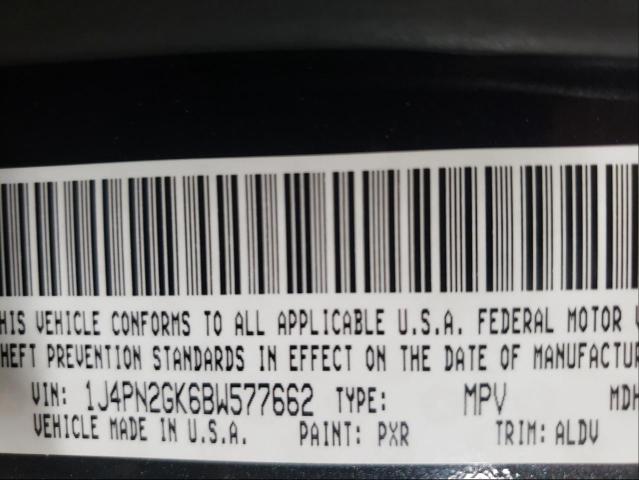 HIS VEHICLE CONFORMS TO ALL APPLICABLE U.S.A. FEDERAL MOTOR V
HEFT PREVENTION STANDARDS IN EFFECT ON THE DATE OF MANUFACTUR
VIN: 1J4PN2GK6BW577662 TYPE: MPV MDH
VEHICLE MADE IN U.S.A. PAINT: PXR TRIM: ALDV